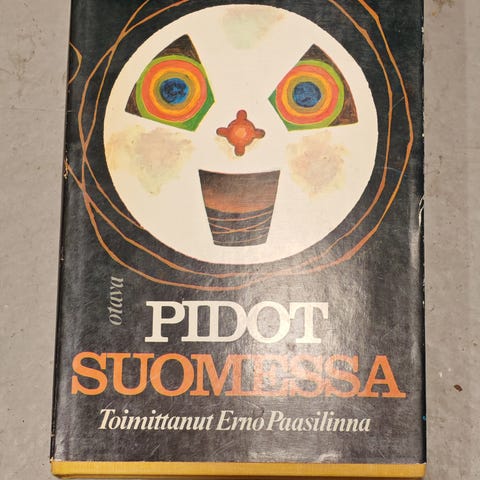 otava
PIDOT
SUOMESSA
Toimittanut Erno Paasilinna